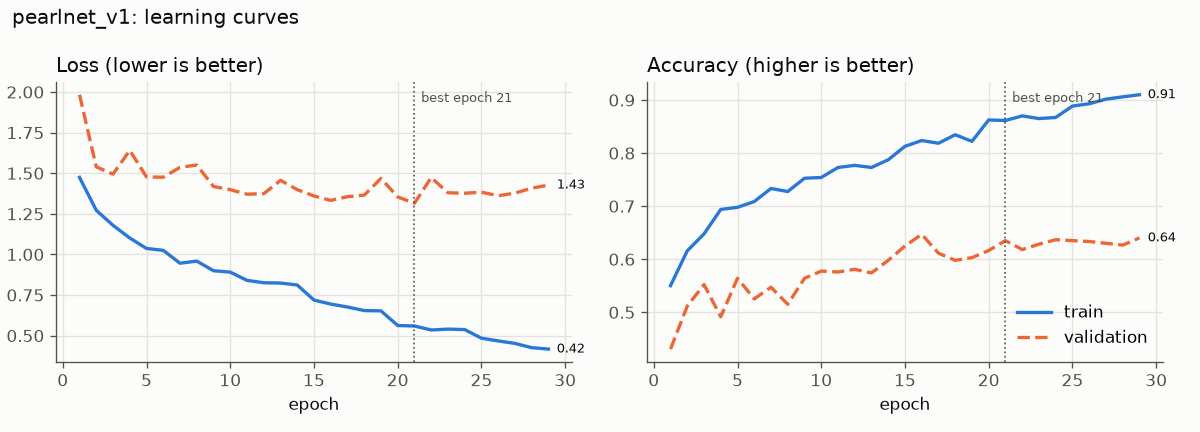 pearlnet_v1: learning curves
Loss (lower is better)
2.00
1.75
1.50
1.25
1.00
0.75
0.50
best epoch 21
1.43
0.42
0 5 10 15 20 25 30
epoch
Accuracy (higher is better)
0.9
0.8
0.7
0.6
0.5
best epoch 21
0.91
0.64
train
validation
0 5 10 15 20 25 30
epoch